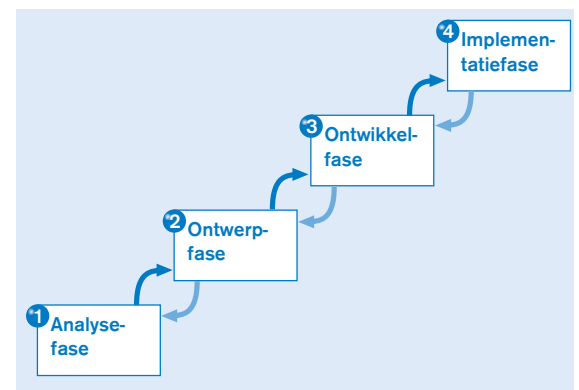 4 Implemen-
tatiefase
3 Ontwikkel-
fase
2 Ontwerp-
fase
1 Analyse-
fase